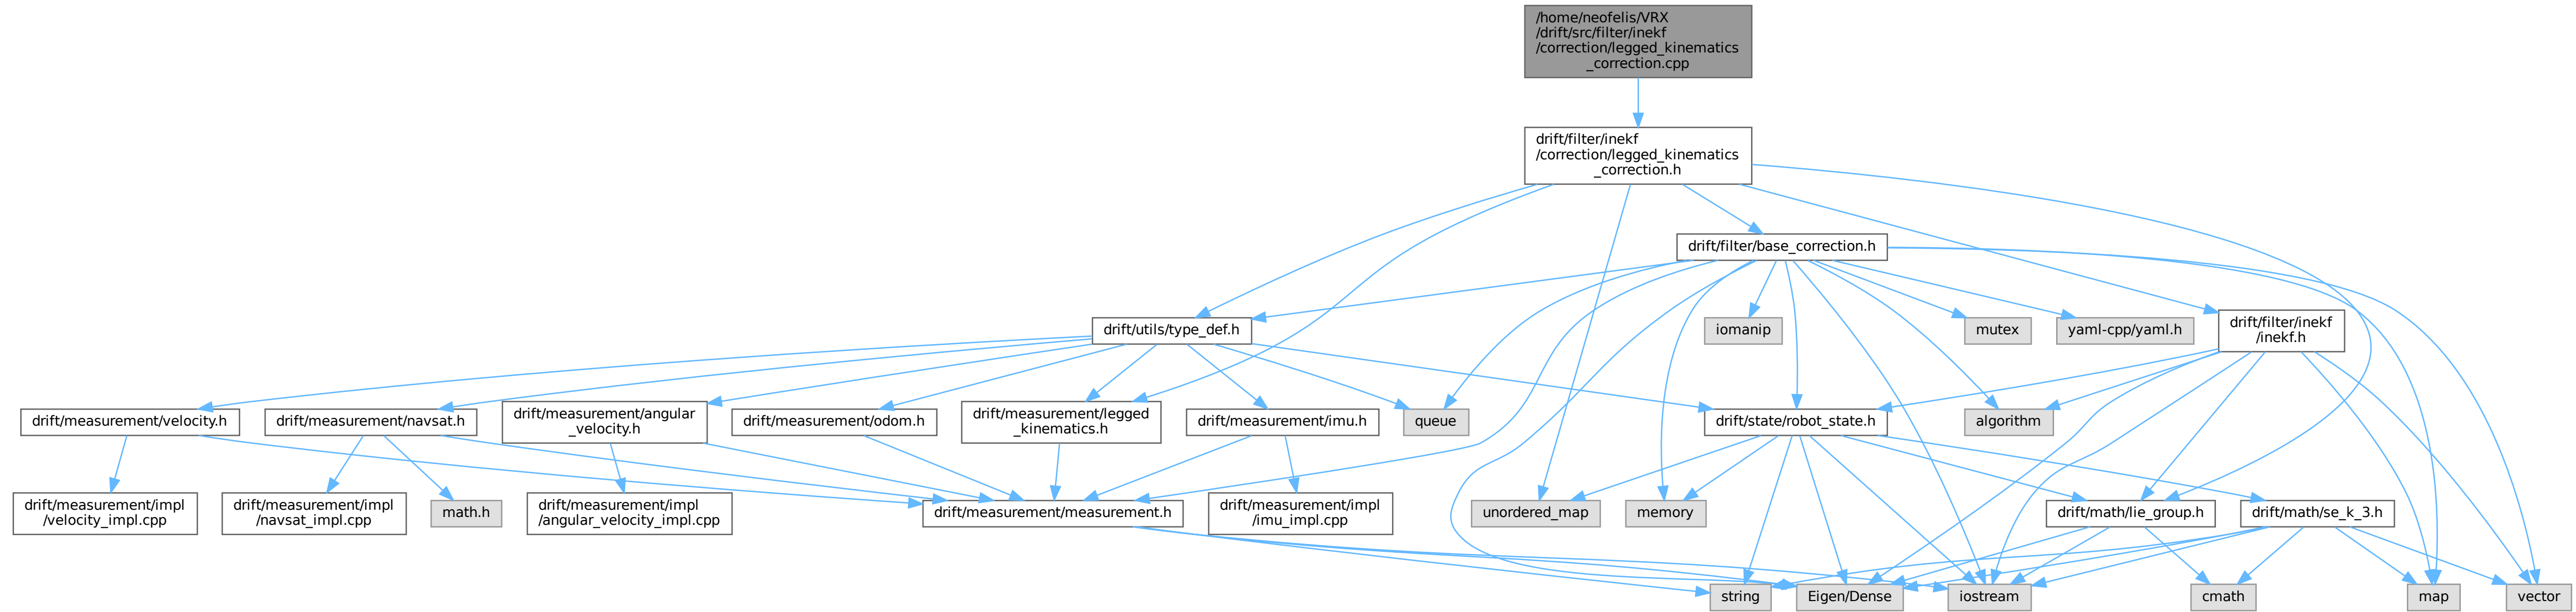 /home/neofelis/VRX
/drift/src/filter/inekf
/correction/legged_kinematics
_correction.cpp
drift/filter/inekf
/correction/legged_kinematics
_correction.h
drift/filter/base_correction.h
drift/utils/type_def.h
iomanip
mutex
yaml-cpp/yaml.h
drift/filter/inekf
/inekf.h
drift/measurement/velocity.h
drift/measurement/navsat.h
drift/measurement/angular
_velocity.h
drift/measurement/odom.h
drift/measurement/legged
_kinematics.h
drift/measurement/imu.h
queue
drift/state/robot_state.h
algorithm
drift/measurement/impl
/velocity_impl.cpp
drift/measurement/impl
/navsat_impl.cpp
math.h
drift/measurement/impl
/angular_velocity_impl.cpp
drift/measurement/measurement.h
drift/measurement/impl
/imu_impl.cpp
unordered_map
memory
drift/math/lie_group.h
drift/math/se_k_3.h
string
Eigen/Dense
iostream
cmath
map
vector